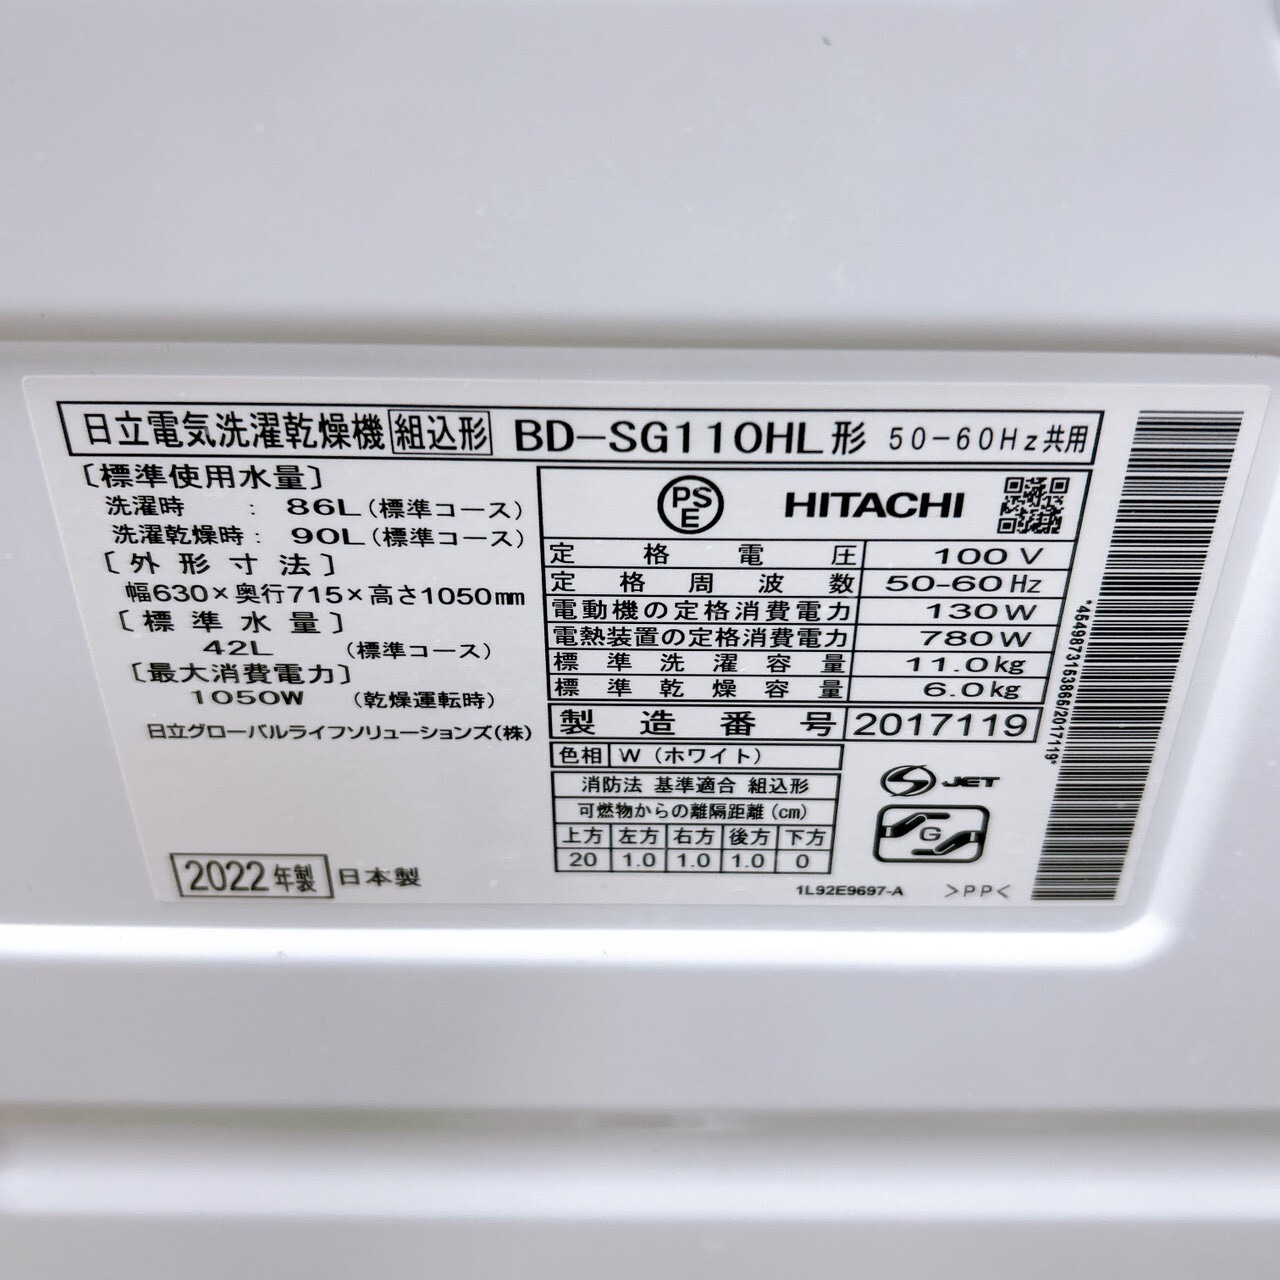 日立電気洗濯乾燥機 組込形 BD-SG110HL形 50-60Hz共用
〔標準使用水量〕
洗濯時 : 86L(標準コース)
洗濯乾燥時: 90L(標準コース)
〔外形寸法〕
幅630×奥行715×高さ1050mm
〔標準水量〕
42L (標準コース)
〔最大消費電力〕
1050W (乾燥運転時)
日立グローバルライフソリューションズ(株)
2022年製 日本製
PSE HITACHI
定格電圧 100V
定格周波数 50-60Hz
電動機の定格消費電力 130W
電熱装置の定格消費電力 780W
標準洗濯容量 11.0kg
標準乾燥容量 6.0kg
製造番号 2017119
色相 W(ホワイト)
消防法 基準適合 組込形
可燃物からの離隔距離(cm)
上方 左方 右方 後方 下方
20 1.0 1.0 1.0 0
S JET
G
1L92E9697-A >PP<
*4549873163866/2017119*